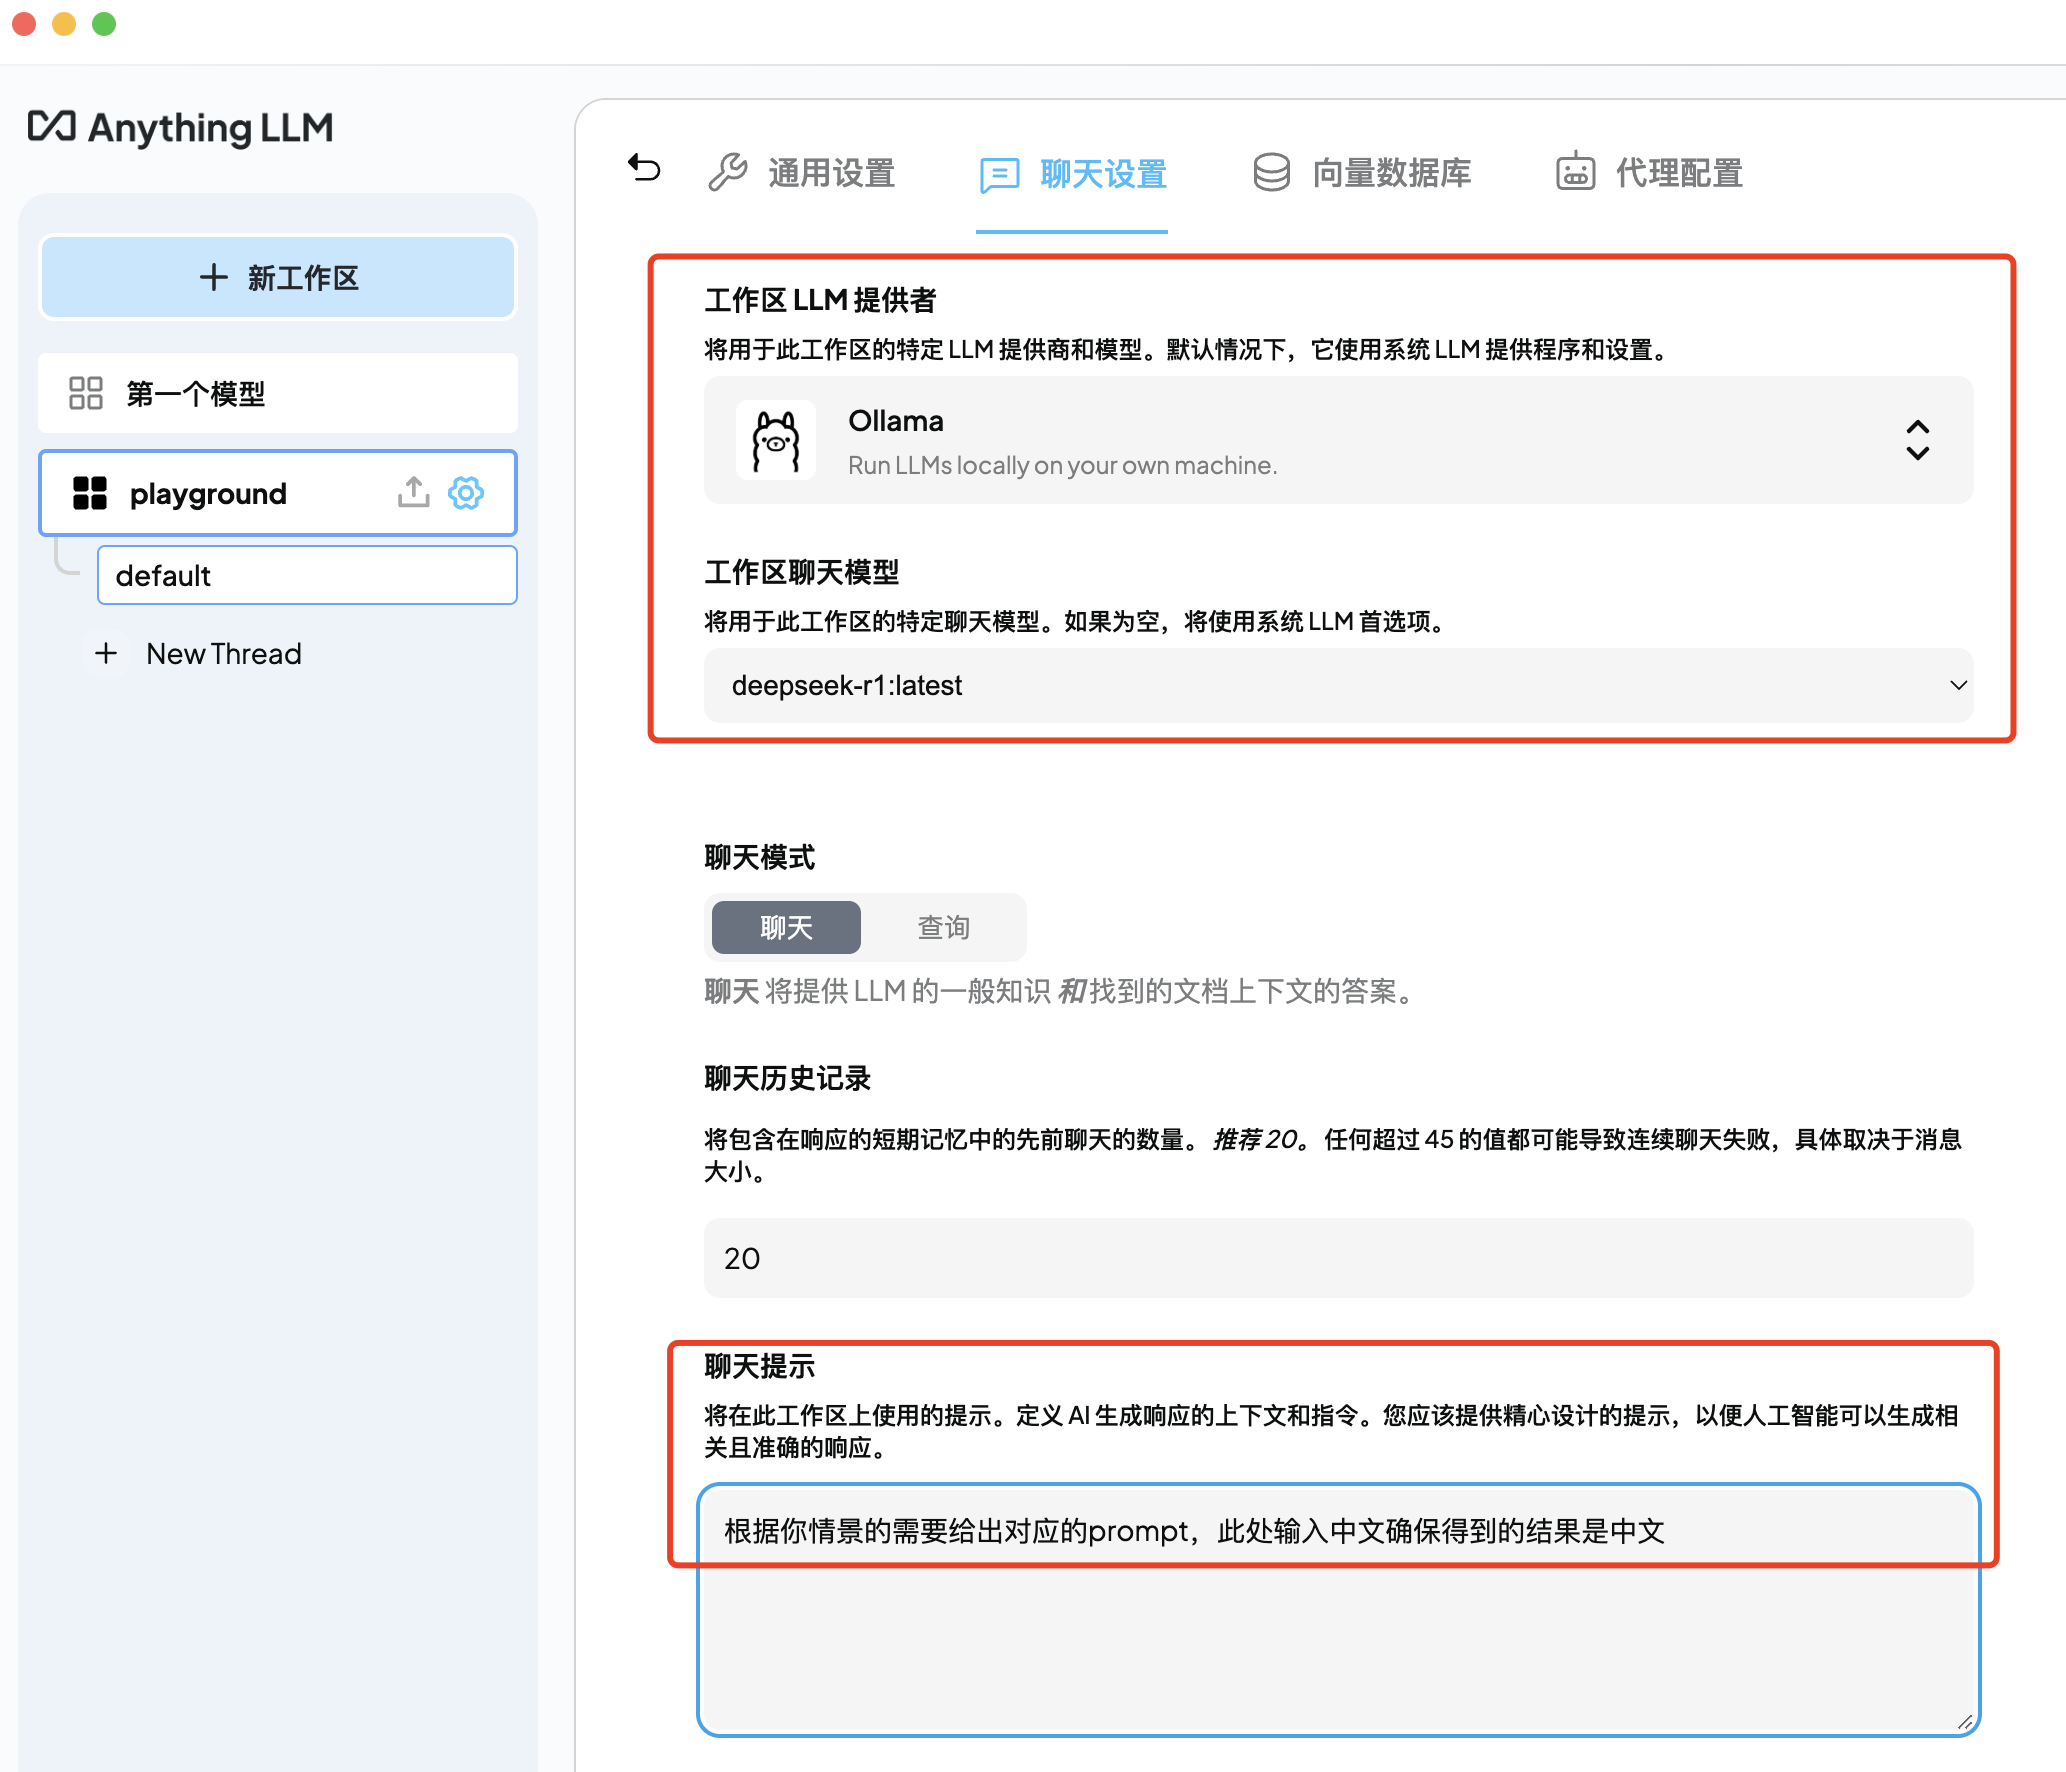 Anything LLM
新工作区
第一个模型
playground
default
New Thread
通用设置
聊天设置
向量数据库
代理配置
工作区 LLM 提供者
将用于此工作区的特定 LLM 提供商和模型。默认情况下，它使用系统 LLM 提供程序和设置。
Ollama
Run LLMs locally on your own machine.
工作区聊天模型
将用于此工作区的特定聊天模型。如果为空，将使用系统 LLM 首选项。
deepseek-r1:latest
聊天模式
聊天
查询
聊天 将提供 LLM 的一般知识 和找到的文档上下文的答案。
聊天历史记录
将包含在响应的短期记忆中的先前聊天的数量。推荐 20。任何超过 45 的值都可能导致连续聊天失败，具体取决于消息
大小。
20
聊天提示
将在此工作区上使用的提示。定义 AI 生成响应的上下文和指令。您应该提供精心设计的提示，以便人工智能可以生成相
关且准确的响应。
根据你情景的需要给出对应的prompt，此处输入中文确保得到的结果是中文